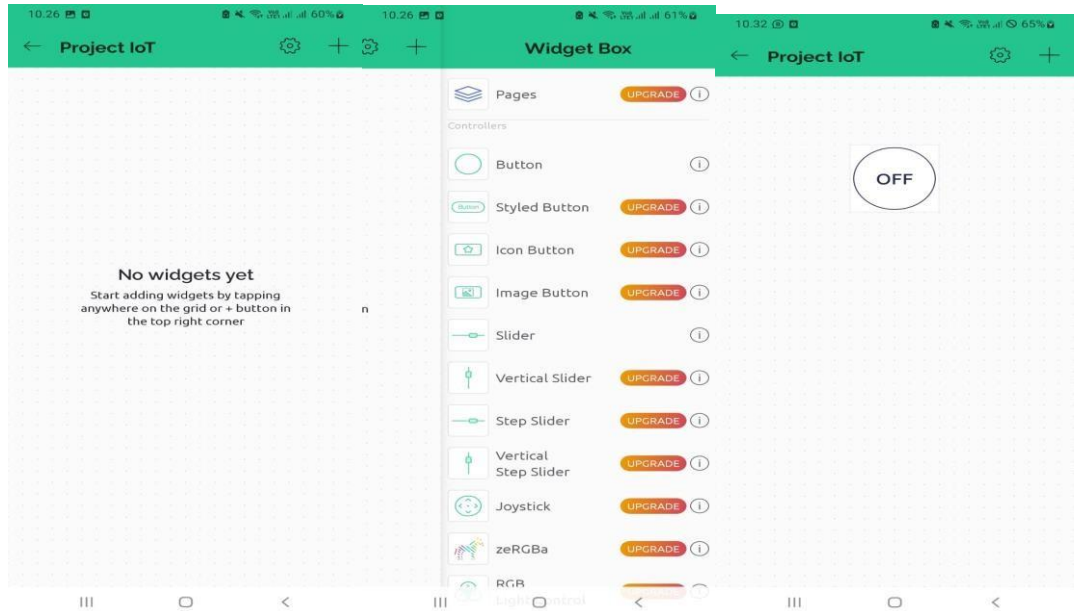 10.26
60%
Project IoT
No widgets yet
Start adding widgets by tapping
anywhere on the grid or + button in
the top right corner
10.26
61%
Widget Box
n
Pages UPGRADE i
Controllers
Button i
Button Styled Button UPGRADE i
Icon Button UPGRADE i
Image Button UPGRADE i
Slider i
Vertical Slider UPGRADE i
Step Slider UPGRADE i
Vertical
Step Slider UPGRADE i
Joystick UPGRADE i
zeRGBa UPGRADE i
RGB
Light Control
10.32
65%
Project IoT
OFF